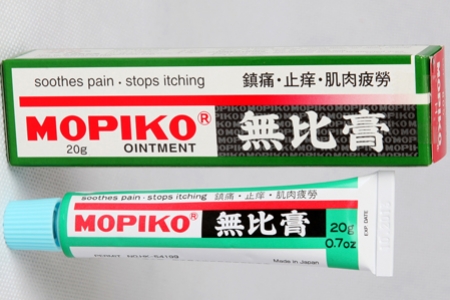 soothes pain · stops itching 鎮痛·止痒·肌肉疲勞
MOPIKO® 無比膏
20g OINTMENT
soothes pain · stops itching 鎮痛·止痒·肌肉疲勞
MOPIKO® 無比膏
20g
0.7oz
EXP. DATE
Made in Japan